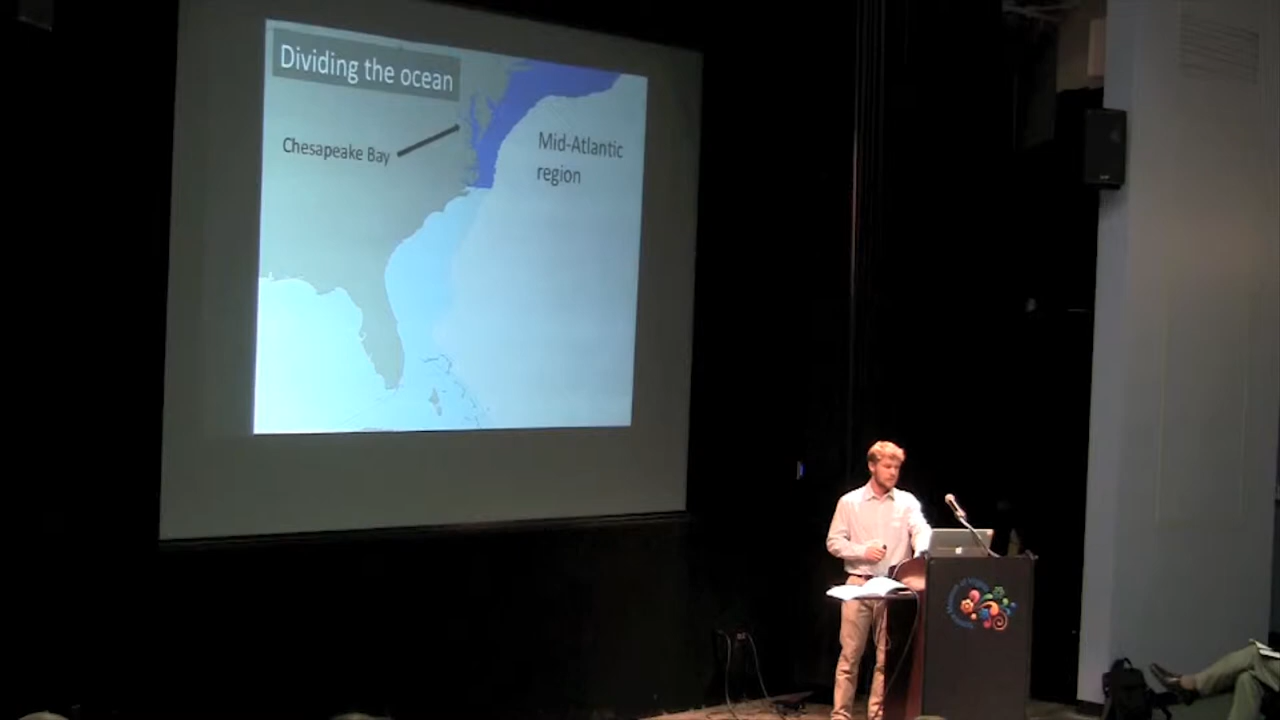 Dividing the ocean
Chesapeake Bay
Mid-Atlantic
region